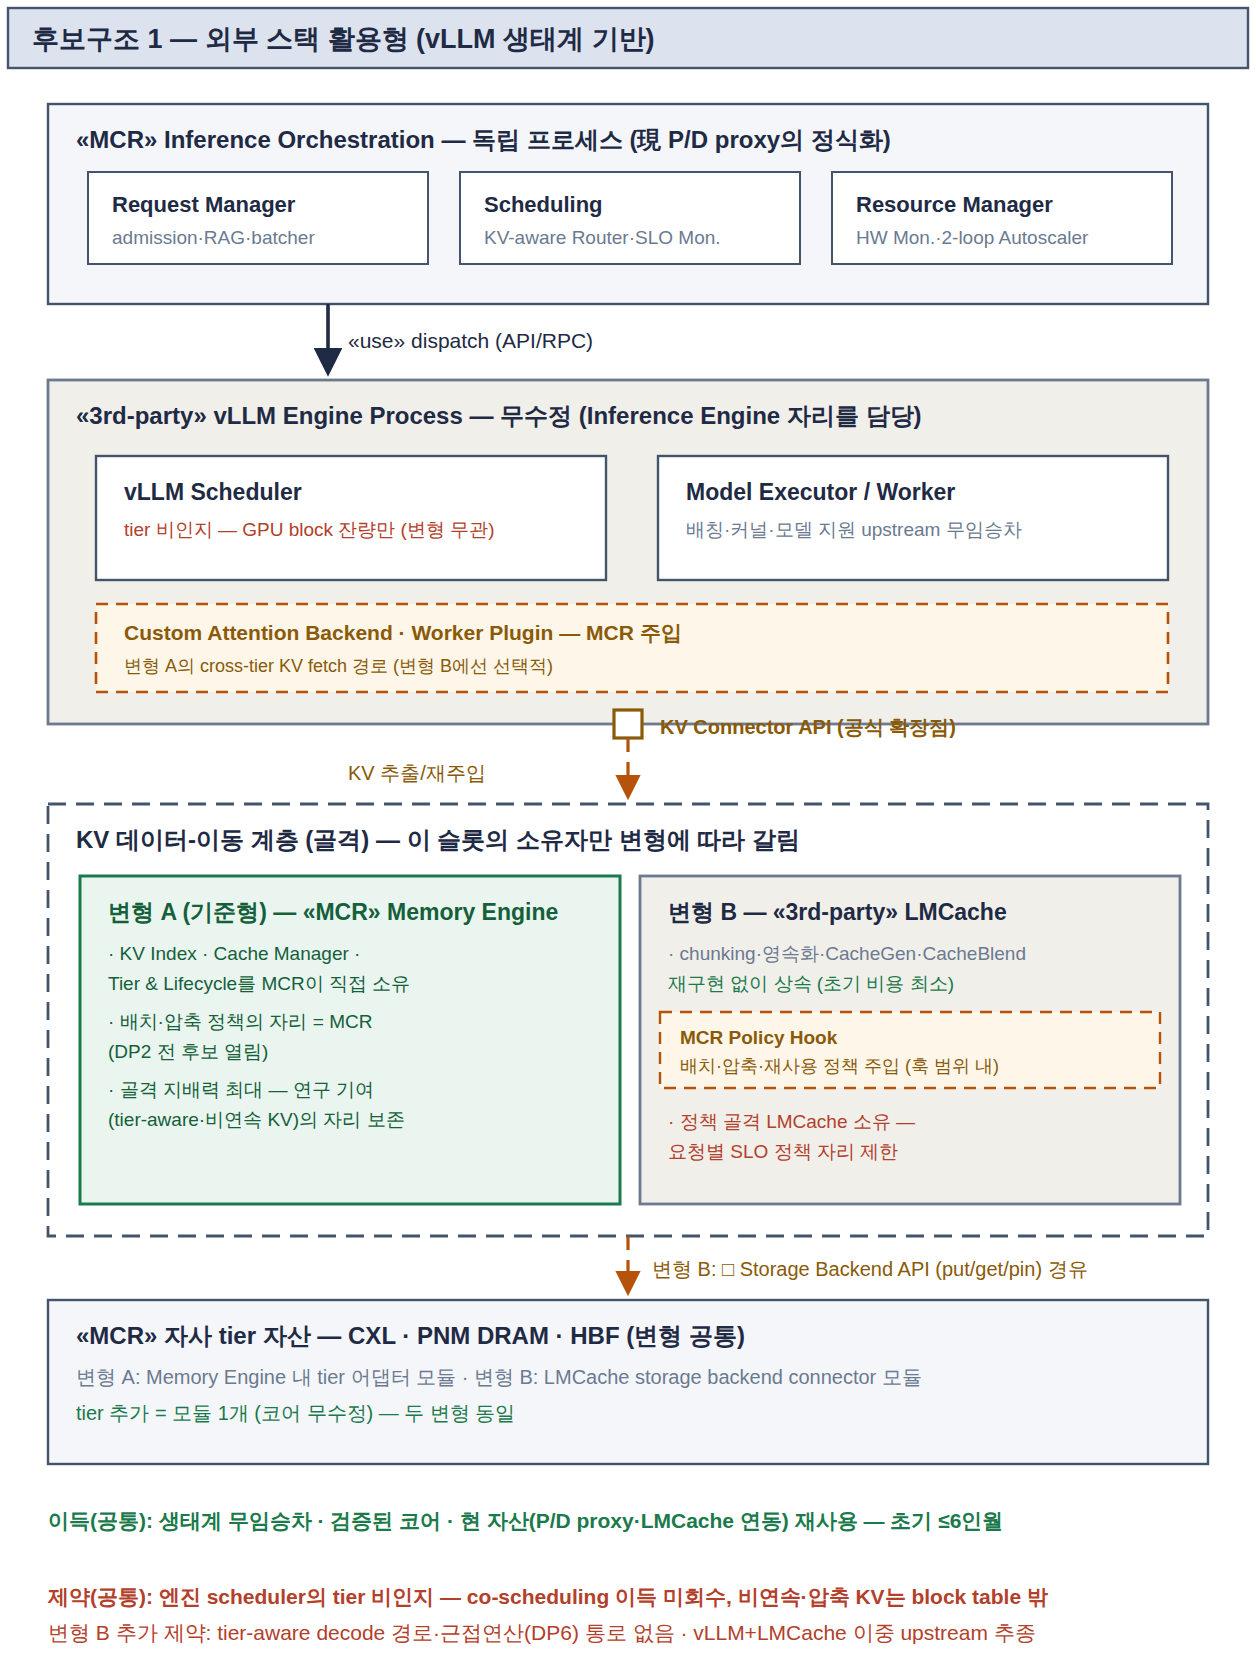 후보구조 1 — 외부 스택 활용형 (vLLM 생태계 기반)
«MCR» Inference Orchestration — 독립 프로세스 (現 P/D proxy의 정식화)
Request Manager
admission·RAG·batcher
Scheduling
KV-aware Router·SLO Mon.
Resource Manager
HW Mon.·2-loop Autoscaler
«use» dispatch (API/RPC)
«3rd-party» vLLM Engine Process — 무수정 (Inference Engine 자리를 담당)
vLLM Scheduler
tier 비인지 — GPU block 잔량만 (변형 무관)
Model Executor / Worker
배칭·커널·모델 지원 upstream 무임승차
Custom Attention Backend · Worker Plugin — MCR 주입
변형 A의 cross-tier KV fetch 경로 (변형 B에선 선택적)
KV Connector API (공식 확장점)
KV 추출/재주입
KV 데이터-이동 계층 (골격) — 이 슬롯의 소유자만 변형에 따라 갈림
변형 A (기준형) — «MCR» Memory Engine
· KV Index · Cache Manager ·
Tier & Lifecycle를 MCR이 직접 소유
· 배치·압축 정책의 자리 = MCR
(DP2 전 후보 열림)
· 골격 지배력 최대 — 연구 기여
(tier-aware·비연속 KV)의 자리 보존
변형 B — «3rd-party» LMCache
· chunking·영속화·CacheGen·CacheBlend
재구현 없이 상속 (초기 비용 최소)
MCR Policy Hook
배치·압축·재사용 정책 주입 (훅 범위 내)
· 정책 골격 LMCache 소유 —
요청별 SLO 정책 자리 제한
변형 B: □ Storage Backend API (put/get/pin) 경유
«MCR» 자사 tier 자산 — CXL · PNM DRAM · HBF (변형 공통)
변형 A: Memory Engine 내 tier 어댑터 모듈 · 변형 B: LMCache storage backend connector 모듈
tier 추가 = 모듈 1개 (코어 무수정) — 두 변형 동일
이득(공통): 생태계 무임승차 · 검증된 코어 · 현 자산(P/D proxy·LMCache 연동) 재사용 — 초기 ≤6인월
제약(공통): 엔진 scheduler의 tier 비인지 — co-scheduling 이득 미회수, 비연속·압축 KV는 block table 밖
변형 B 추가 제약: tier-aware decode 경로·근접연산(DP6) 통로 없음 · vLLM+LMCache 이중 upstream 추종